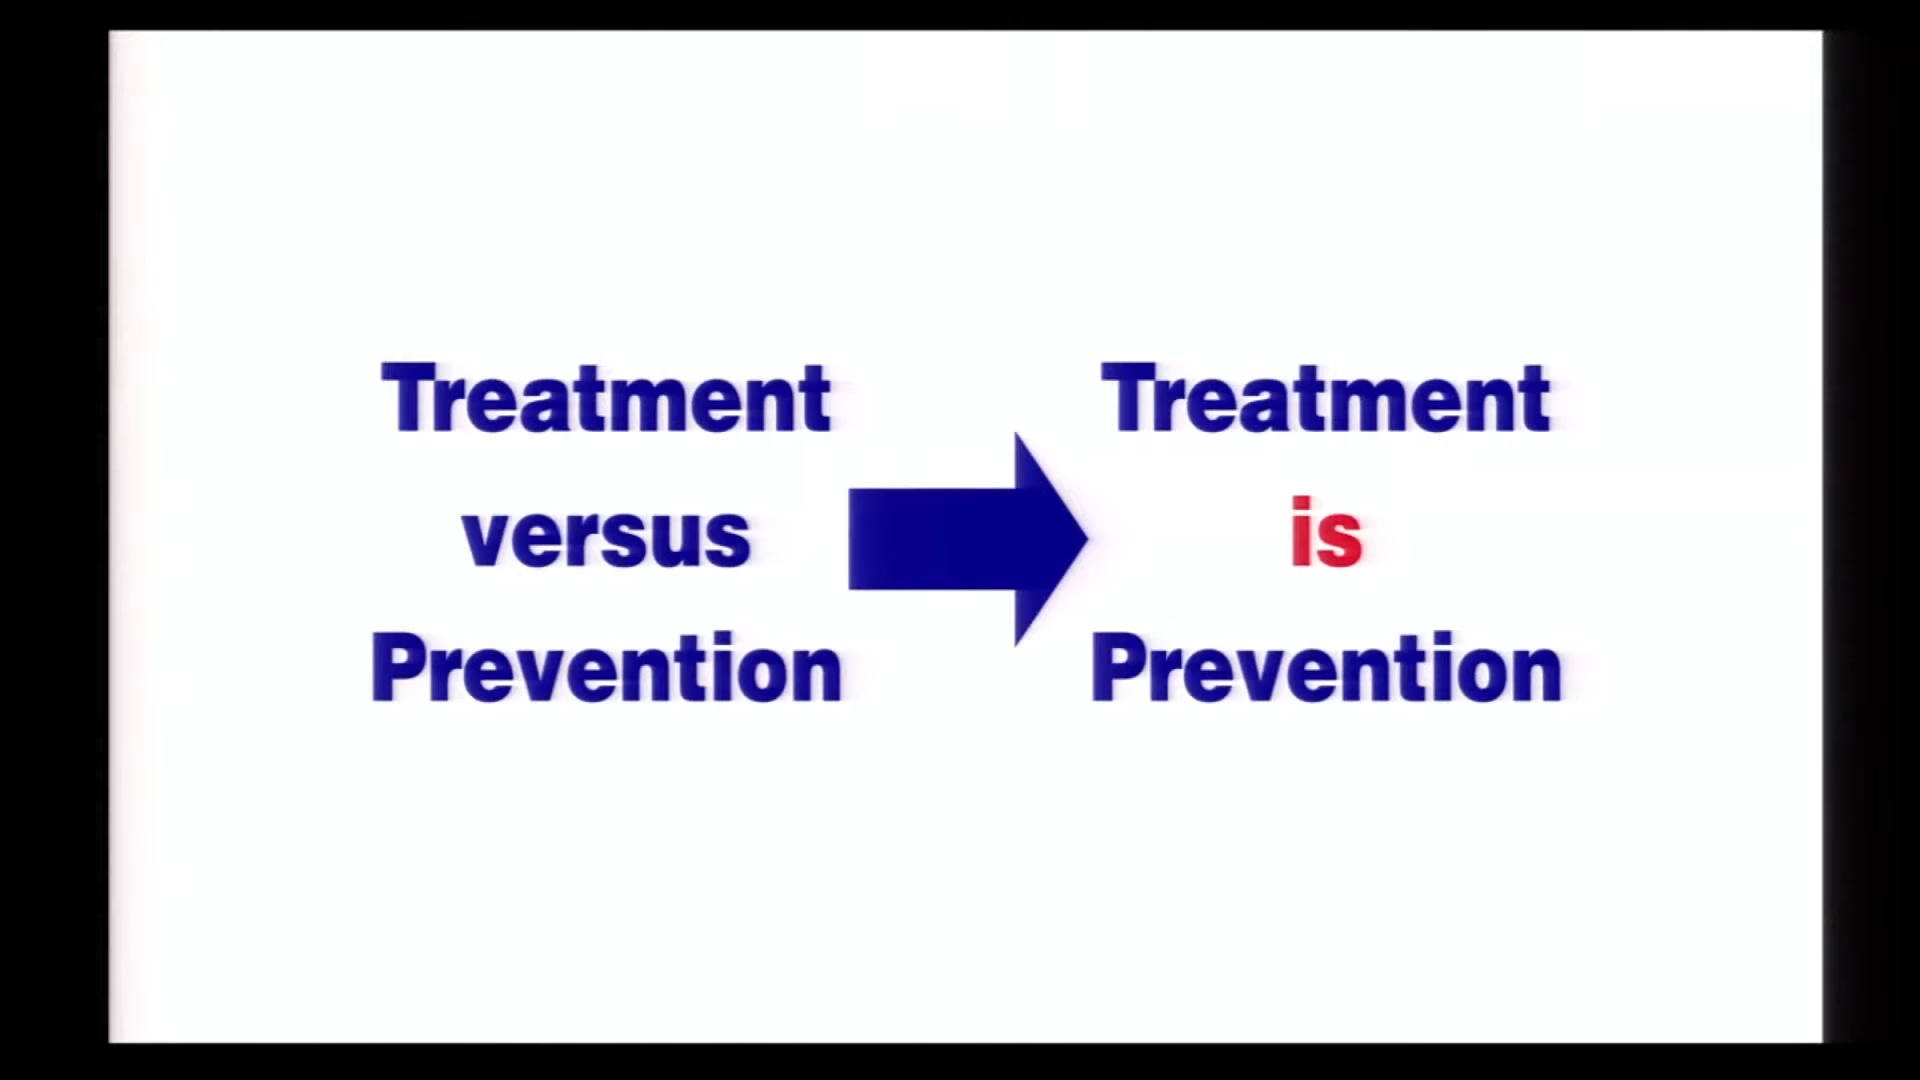 Treatment
versus
Prevention
Treatment
is
Prevention